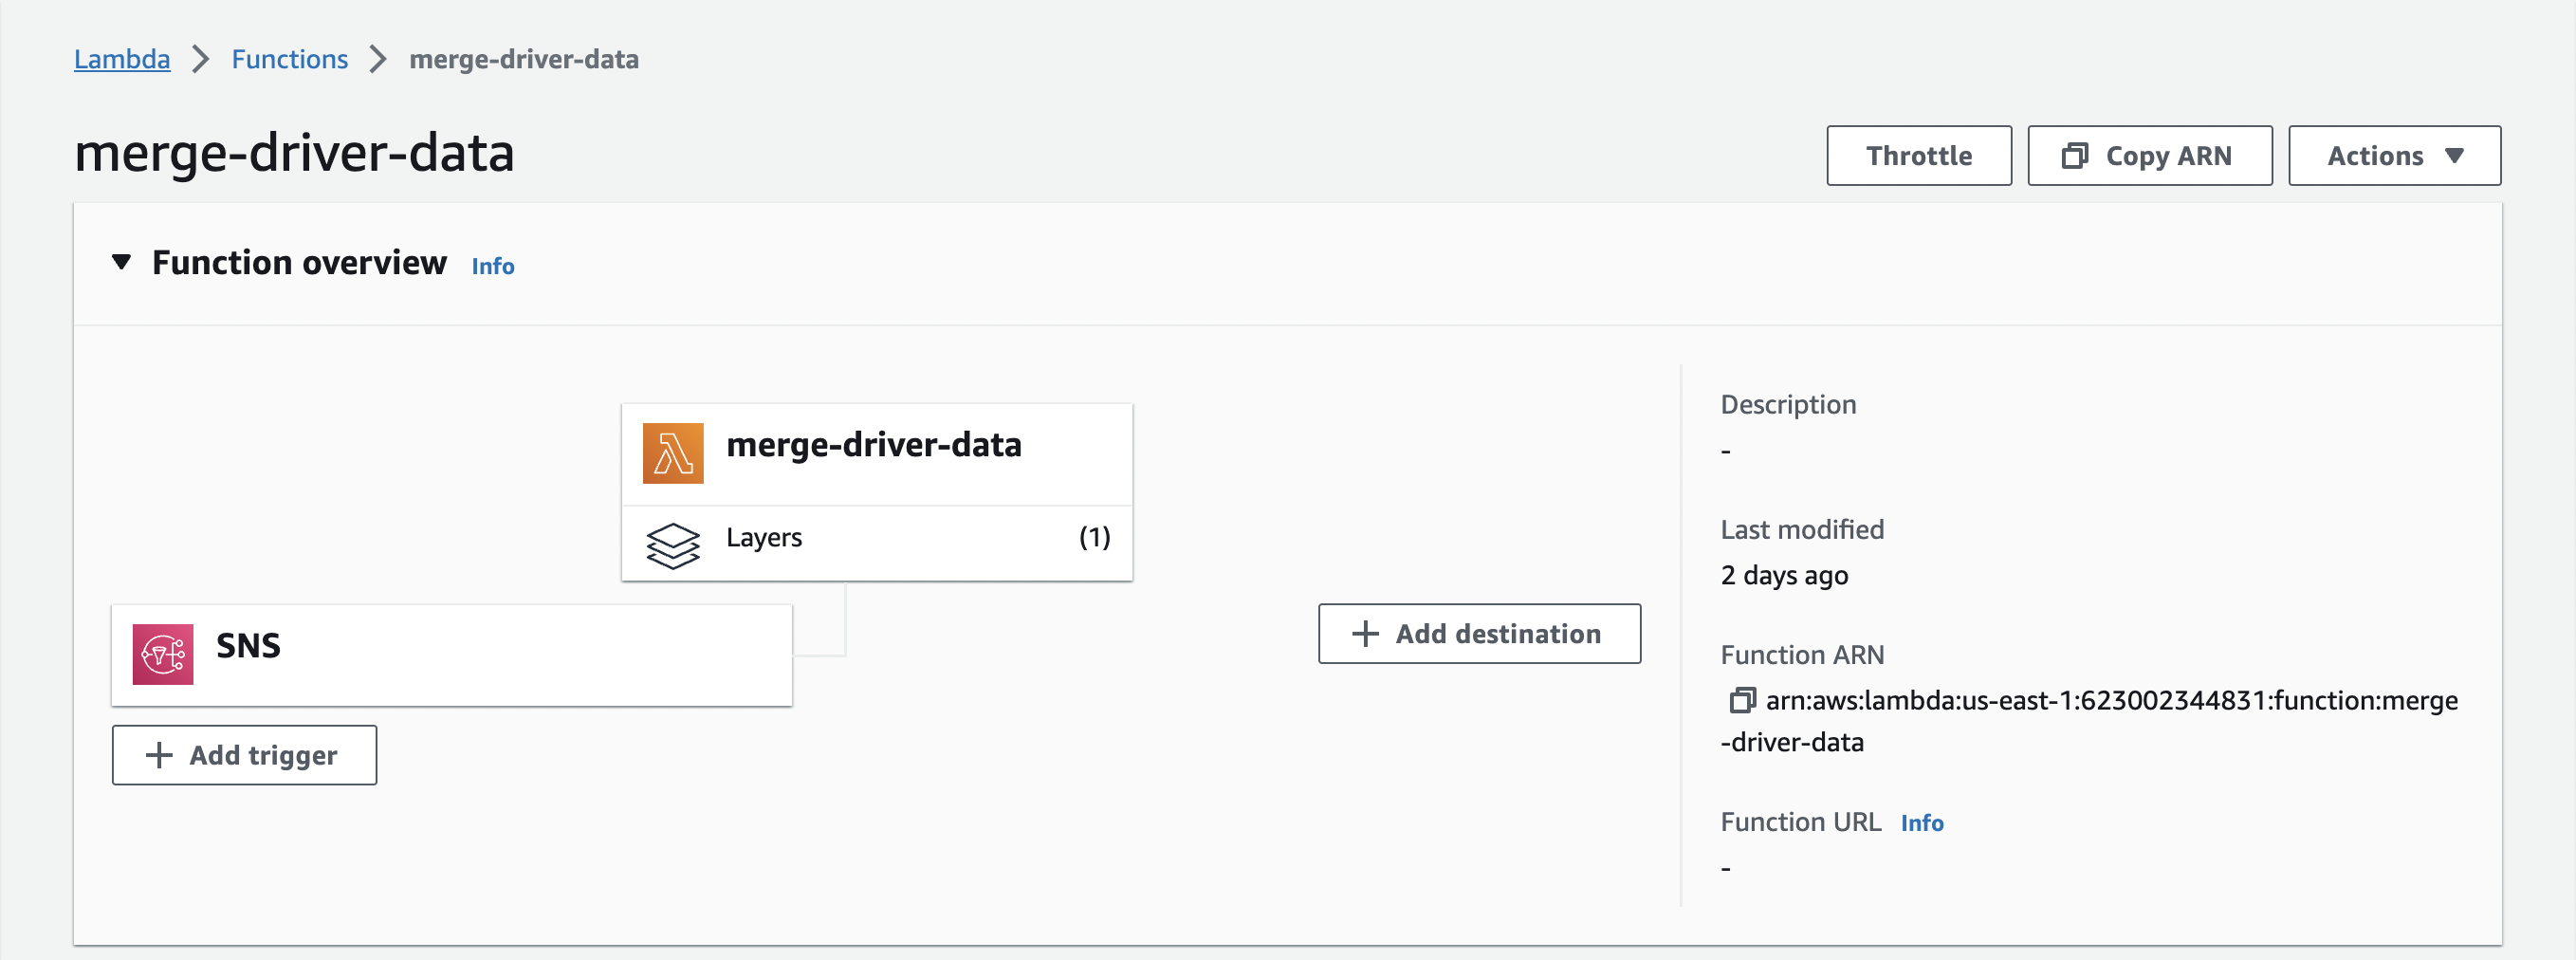 Lambda > Functions > merge-driver-data
merge-driver-data
Throttle
Copy ARN
Actions
Function overview Info
merge-driver-data
Layers (1)
SNS
Add trigger
Add destination
Description
-
Last modified
2 days ago
Function ARN
arn:aws:lambda:us-east-1:623002344831:function:merge
-driver-data
Function URL Info
-